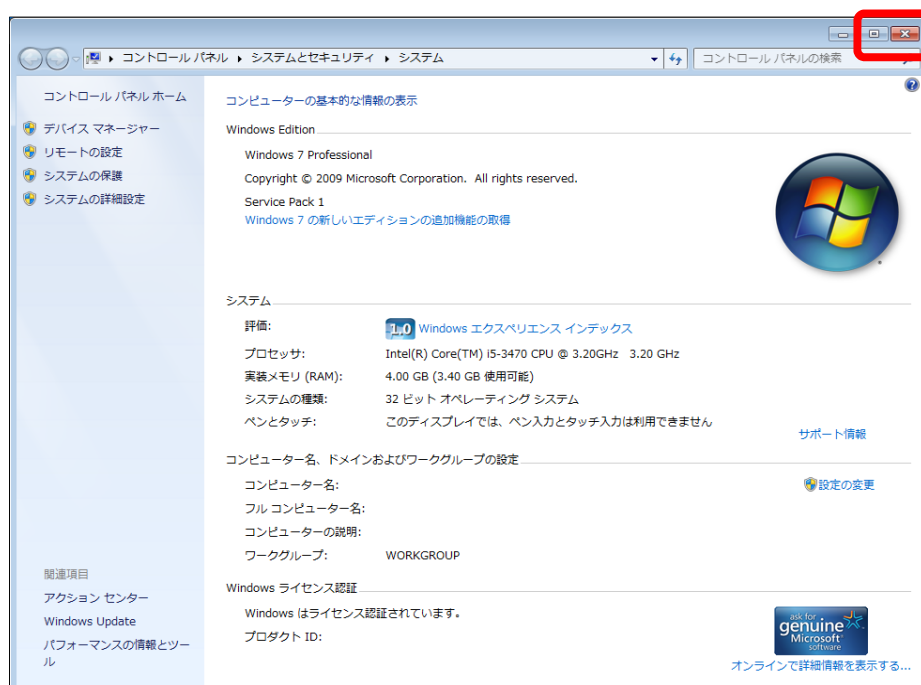 コントロール パネル ▸ システムとセキュリティ ▸ システム
コントロール パネルの検索
コントロール パネル ホーム
デバイス マネージャー
リモートの設定
システムの保護
システムの詳細設定
コンピューターの基本的な情報の表示
Windows Edition
Windows 7 Professional
Copyright © 2009 Microsoft Corporation. All rights reserved.
Service Pack 1
Windows 7 の新しいエディションの追加機能の取得
システム
評価: 1.0 Windows エクスペリエンス インデックス
プロセッサ: Intel(R) Core(TM) i5-3470 CPU @ 3.20GHz 3.20 GHz
実装メモリ (RAM): 4.00 GB (3.40 GB 使用可能)
システムの種類: 32 ビット オペレーティング システム
ペンとタッチ: このディスプレイでは、ペン入力とタッチ入力は利用できません
サポート情報
コンピューター名、ドメインおよびワークグループの設定
コンピューター名:
設定の変更
フル コンピューター名:
コンピューターの説明:
ワークグループ: WORKGROUP
Windows ライセンス認証
Windows はライセンス認証されています。
プロダクト ID:
ask for
genuine
Microsoft
software
オンラインで詳細情報を表示する...
関連項目
アクション センター
Windows Update
パフォーマンスの情報とツー
ル